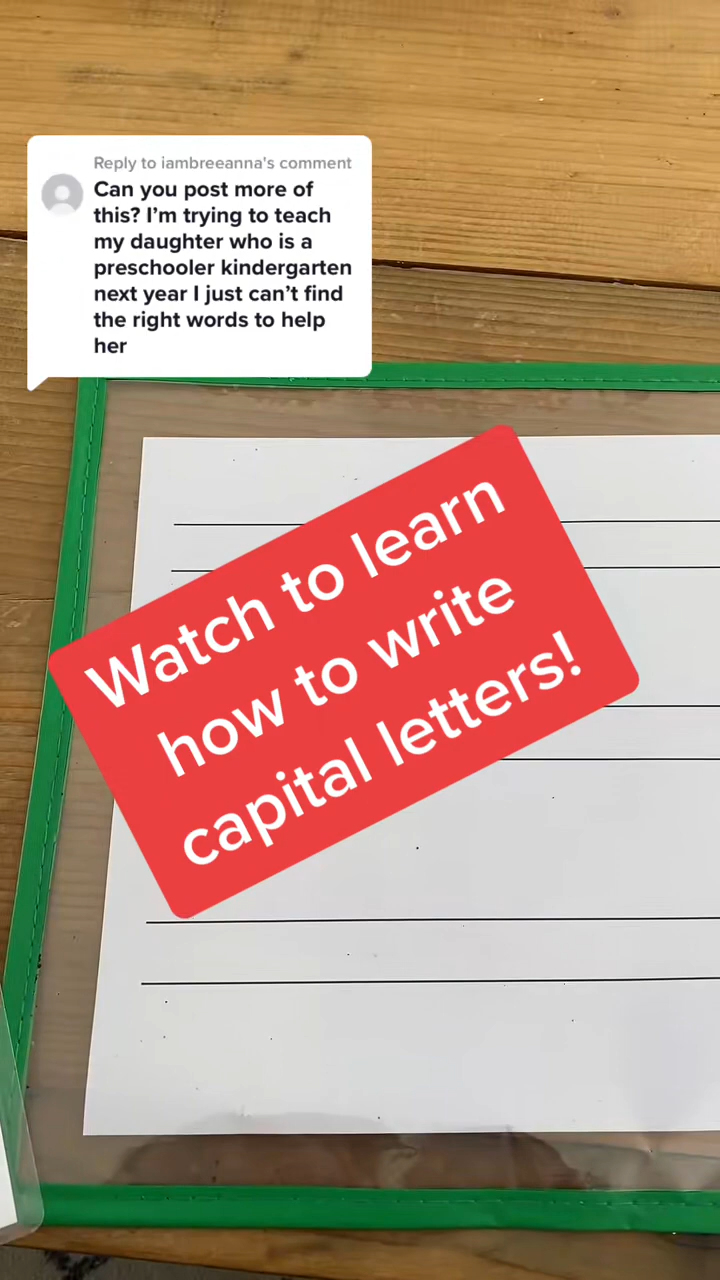 Reply to iambreeanna's comment
Can you post more of
this? I’m trying to teach
my daughter who is a
preschooler kindergarten
next year I just can’t find
the right words to help
her
Watch to learn
how to write
capital letters!